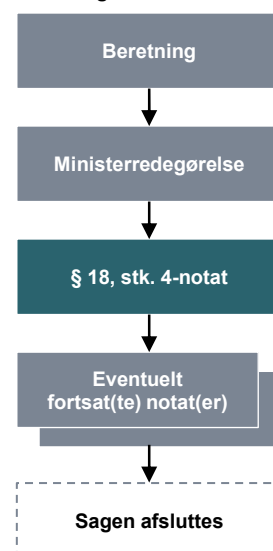 Beretning
Ministerredegørelse
§ 18, stk. 4-notat
Eventuelt
fortsat(te) notat(er)
Sagen afsluttes